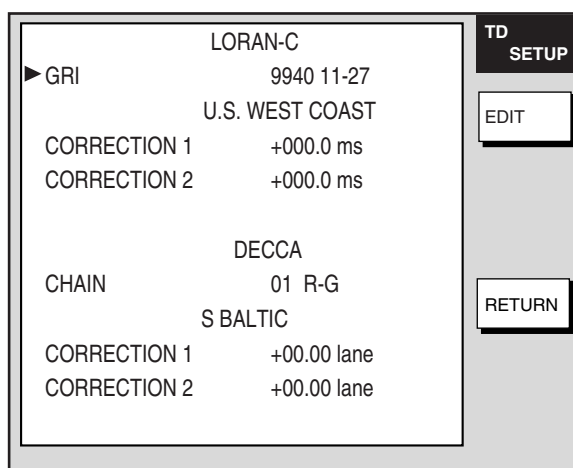 LORAN-C
GRI 9940 11-27
U.S. WEST COAST
CORRECTION 1 +000.0 ms
CORRECTION 2 +000.0 ms
DECCA
CHAIN 01 R-G
S BALTIC
CORRECTION 1 +00.00 lane
CORRECTION 2 +00.00 lane
TD
SETUP
EDIT
RETURN